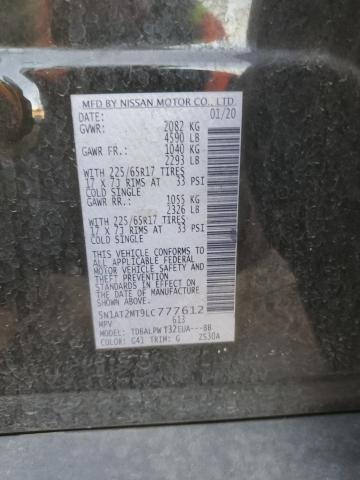 MFD BY NISSAN MOTOR CO., LTD
DATE: 01/20
GVWR: 2082 KG
4590 LB
GAWR FR.: 1040 KG
2293 LB
WITH 225/65R17 TIRES
17 X 7J RIMS AT 33 PSI
COLD SINGLE
GAWR RR.: 1055 KG
2326 LB
WITH 225/65R17 TIRES
17 X 7J RIMS AT 33 PSI
COLD SINGLE
THIS VEHICLE CONFORMS TO
ALL APPLICABLE FEDERAL
MOTOR VEHICLE SAFETY
AND THEFT PREVENTION
STANDARDS IN EFFECT ON
THE DATE OF MANUFACTURE
SHOWN ABOVE.
5N1AT2MT9LC777612
MPV 613
MODEL: TDBALPW T32EUA---BB
COLOR: G41 TRIM: G 2530A